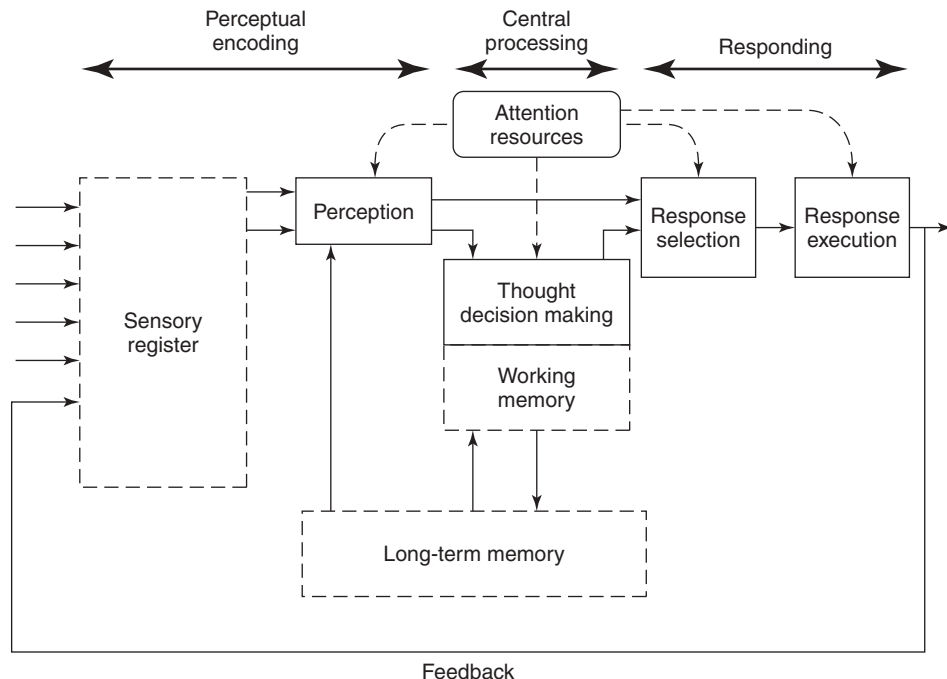 Perceptual
encoding
Central
processing
Responding
Attention
resources
Perception
Response
selection
Response
execution
Sensory
register
Thought
decision making
Working
memory
Long-term memory
Feedback